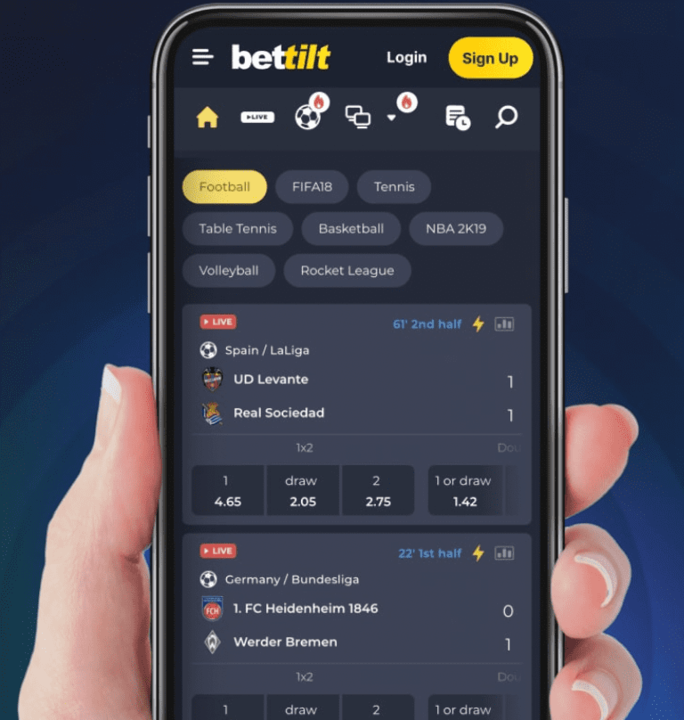 bettilt
Login
Sign Up
LIVE
Football
FIFA18
Tennis
Table Tennis
Basketball
NBA 2K19
Volleyball
Rocket League
LIVE
61' 2nd half
Spain / LaLiga
UD Levante
1
Real Sociedad
1
1x2
Dou
1
draw
2
1 or draw
4.65
2.05
2.75
1.42
LIVE
22' 1st half
Germany / Bundesliga
FCH
1. FC Heidenheim 1846
0
Werder Bremen
1
1x2
Dou
1
draw
2
1 or draw